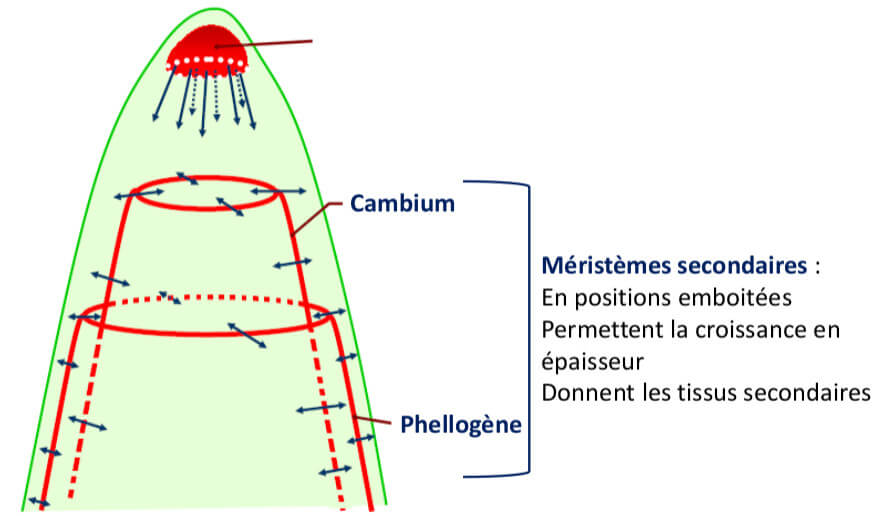 Cambium
Méristèmes secondaires :
En positions emboitées
Permettent la croissance en
épaisseur
Donnent les tissus secondaires
Phellogène